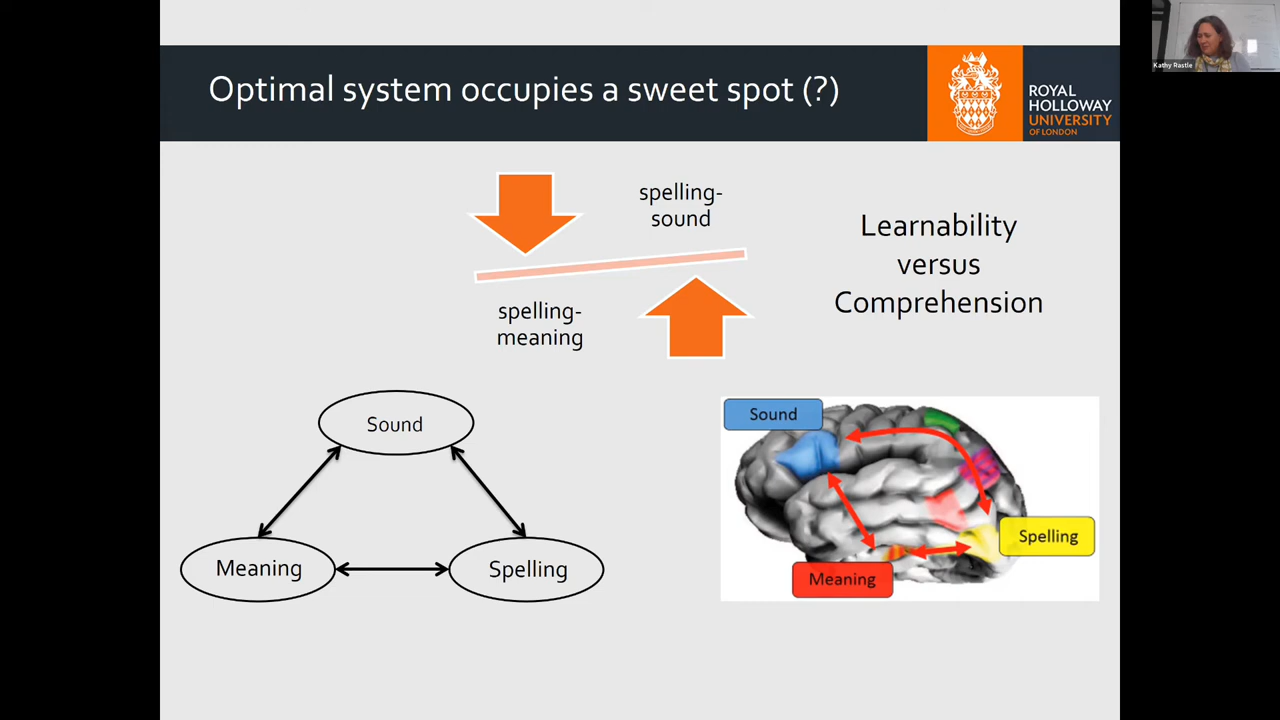 Optimal system occupies a sweet spot (?)
ROYAL
HOLLOWAY
UNIVERSITY
OF LONDON
Kathy Rastle
spelling-
sound
spelling-
meaning
Learnability
versus
Comprehension
Sound
Meaning
Spelling
Sound
Spelling
Meaning